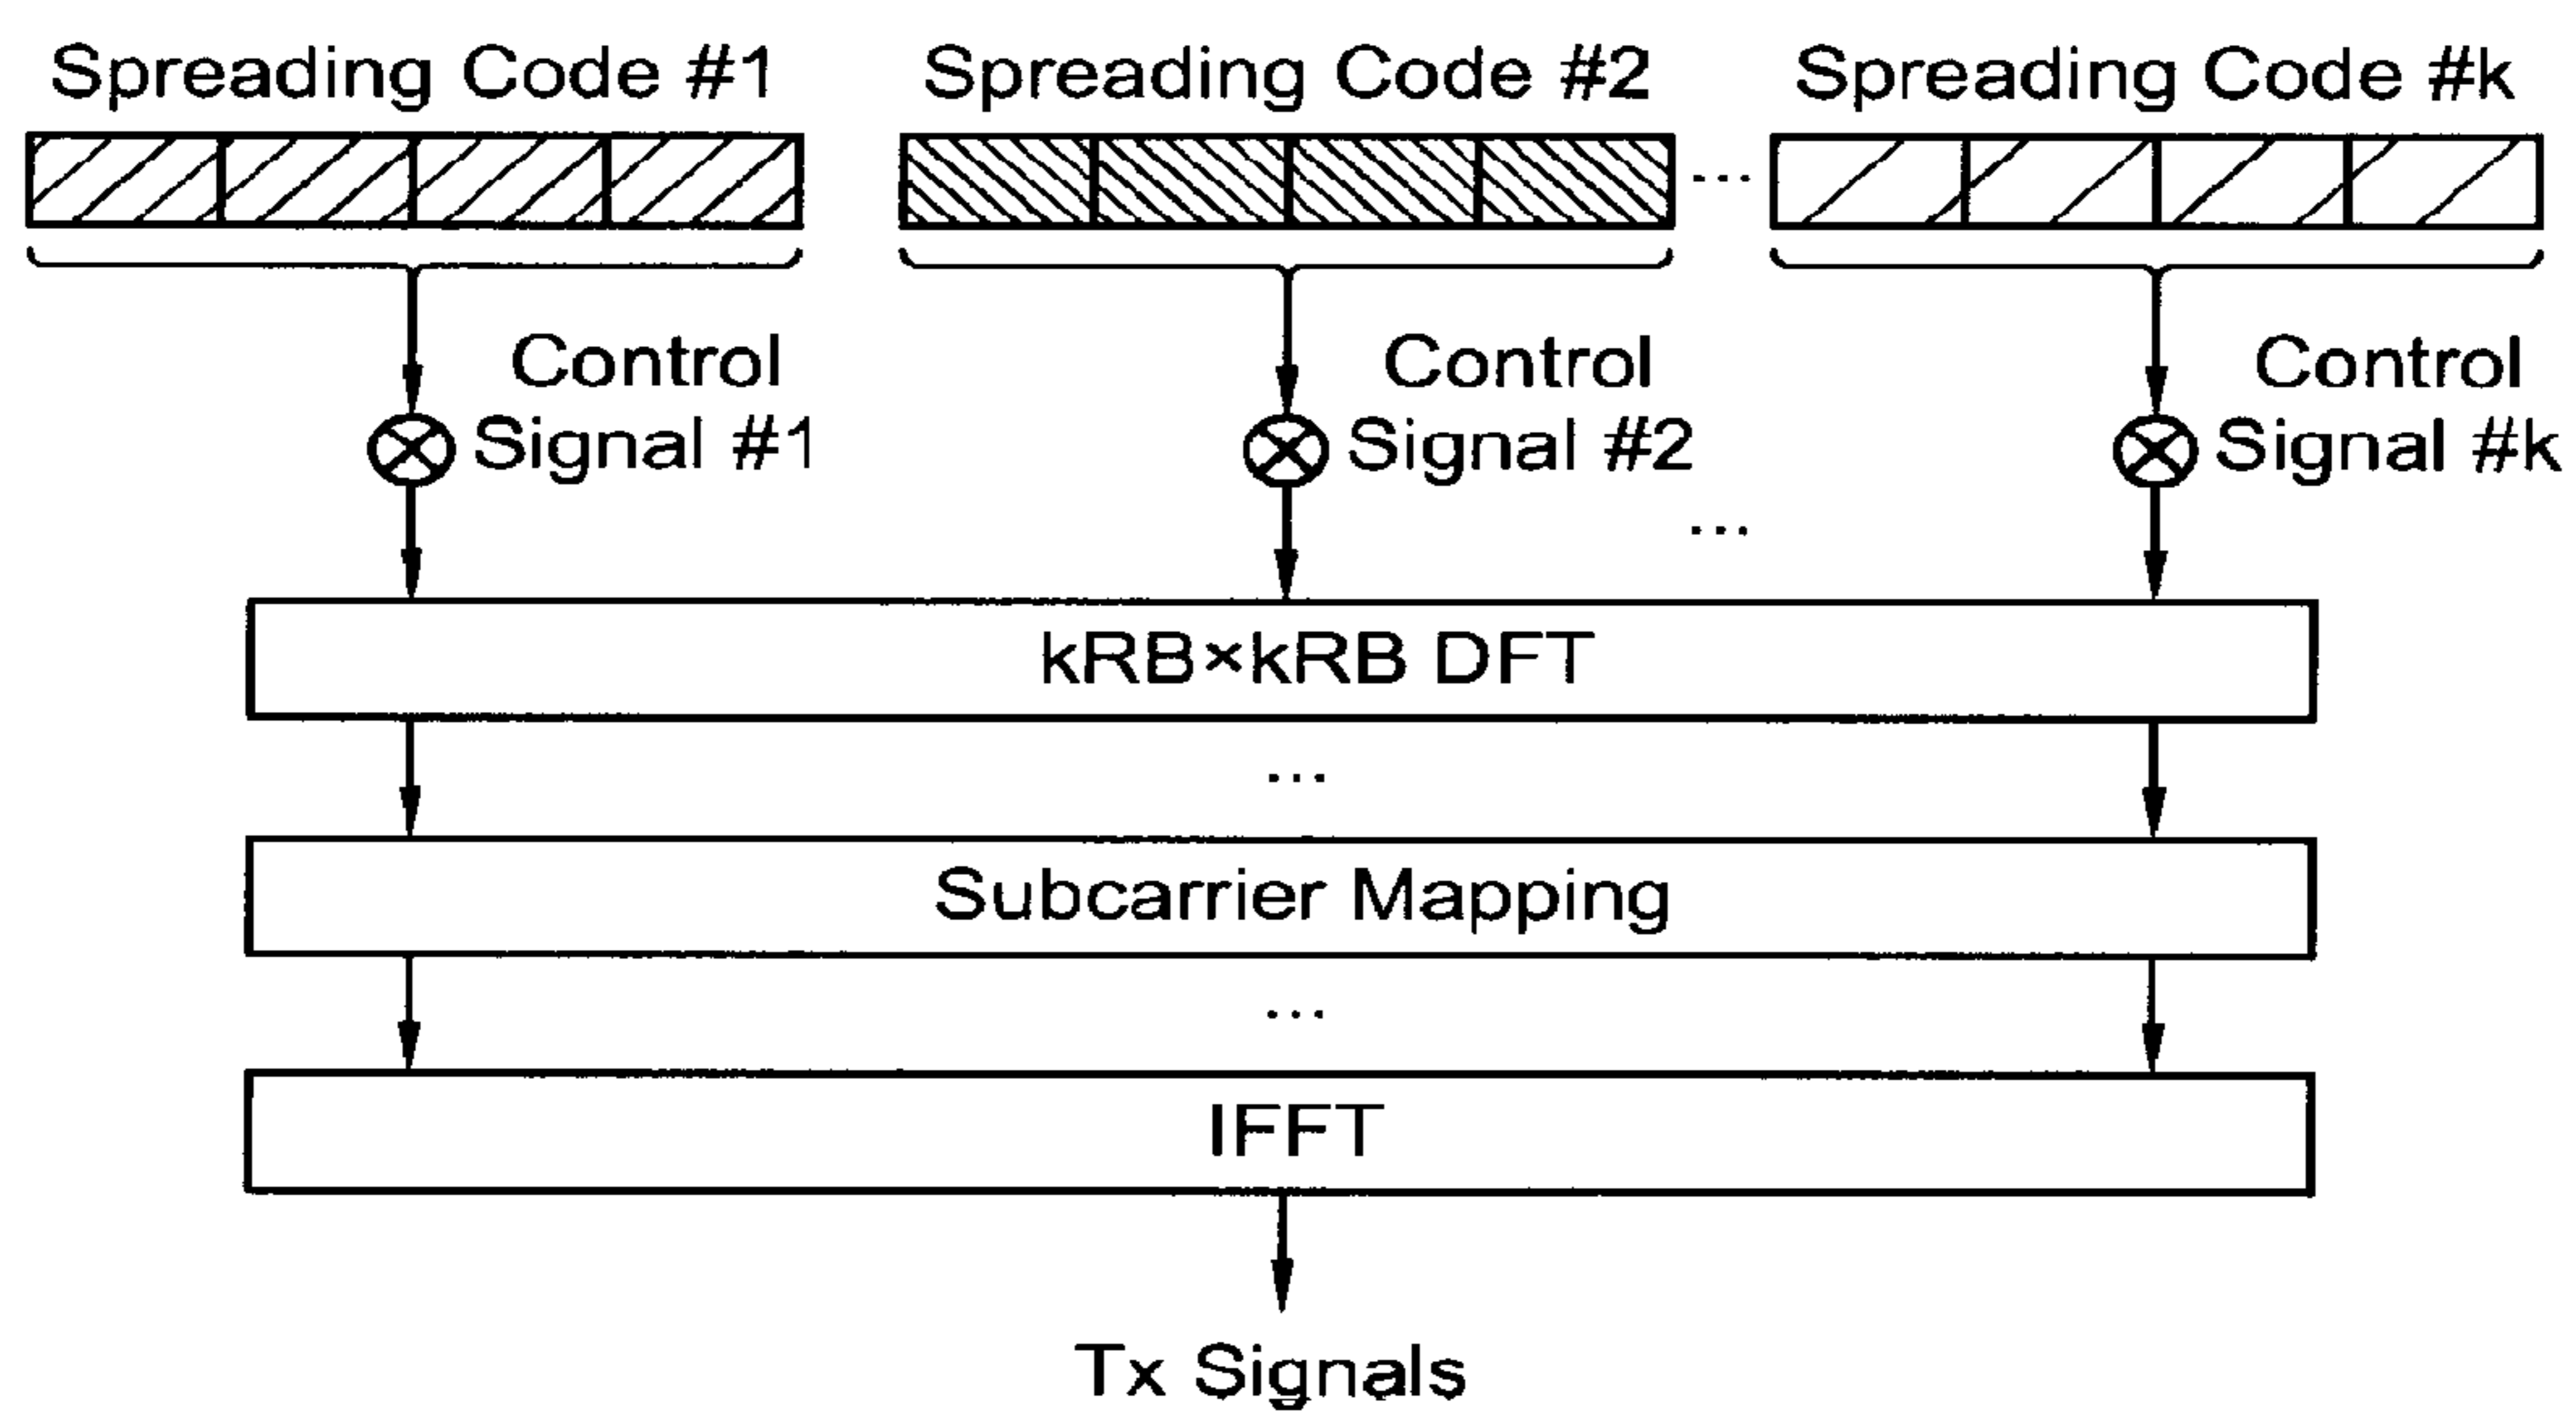 Spreading Code #1 Spreading Code #2 Spreading Code #k
...
Control Control Control
Signal #1 Signal #2 Signal #k
...
kRB×kRB DFT
...
Subcarrier Mapping
...
IFFT
Tx Signals